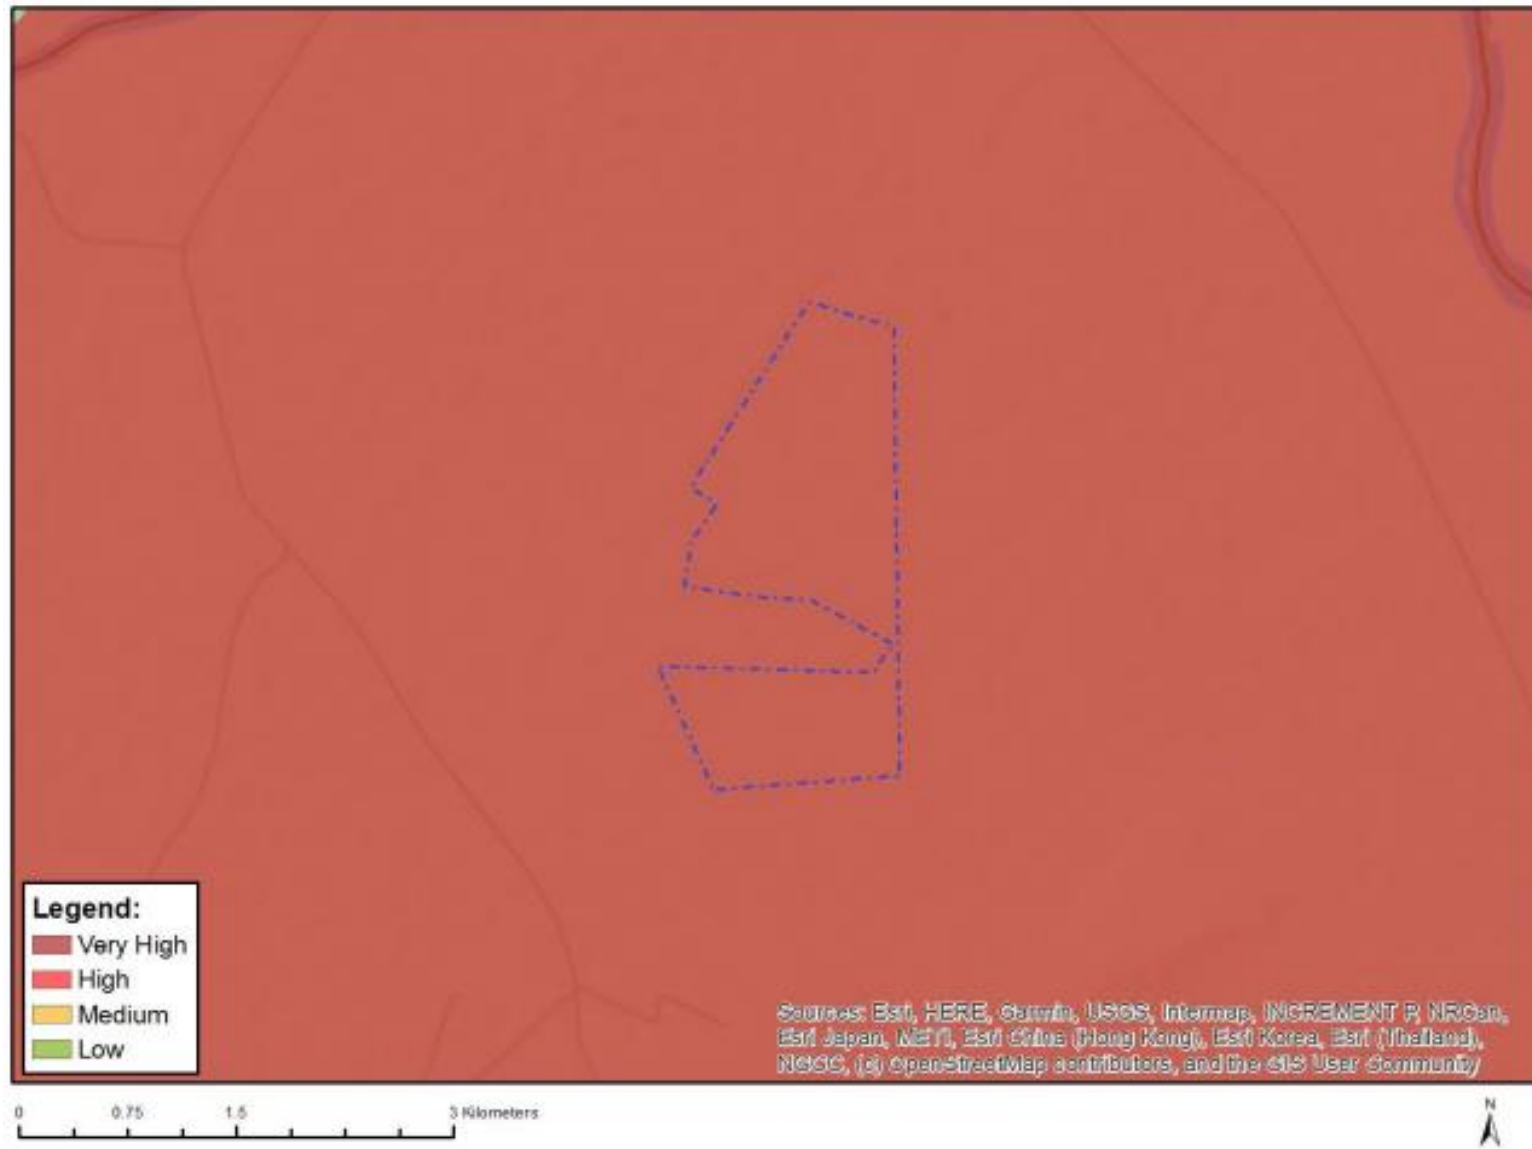 Legend:
Very High
High
Medium
Low
Sources: Esri, HERE, Garmin, USGS, Intermap, INCREMENT P, NRCan,
Esri Japan, METI, Esri China (Hong Kong), Esri Korea, Esri (Thailand),
NGCC, (c) OpenStreetMap contributors, and the GIS User Community
0 0.75 1.5 3 Kilometers
N